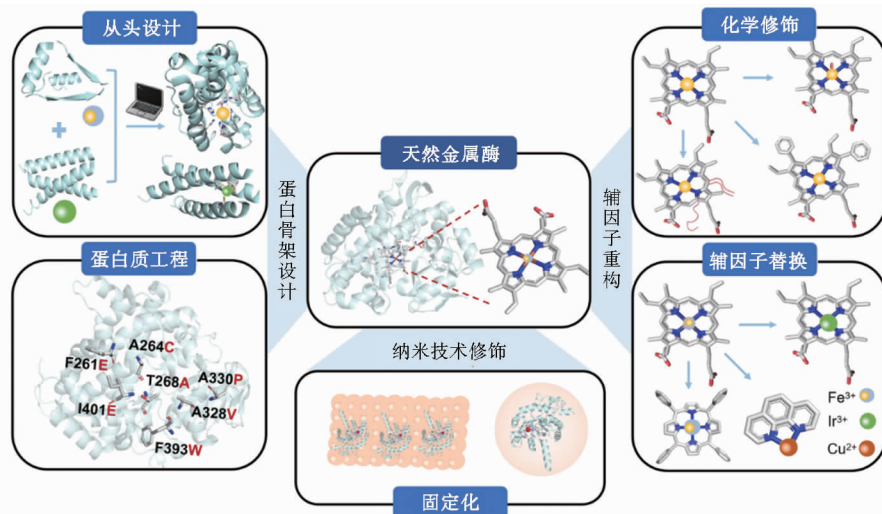 从头设计
化学修饰
天然金属酶
蛋白骨架设计
辅因子重构
蛋白质工程
A264C
F261E
T268A
A330P
I401E
A328V
F393W
纳米技术修饰
固定化
辅因子替换
Fe³⁺
Ir³⁺
Cu²⁺